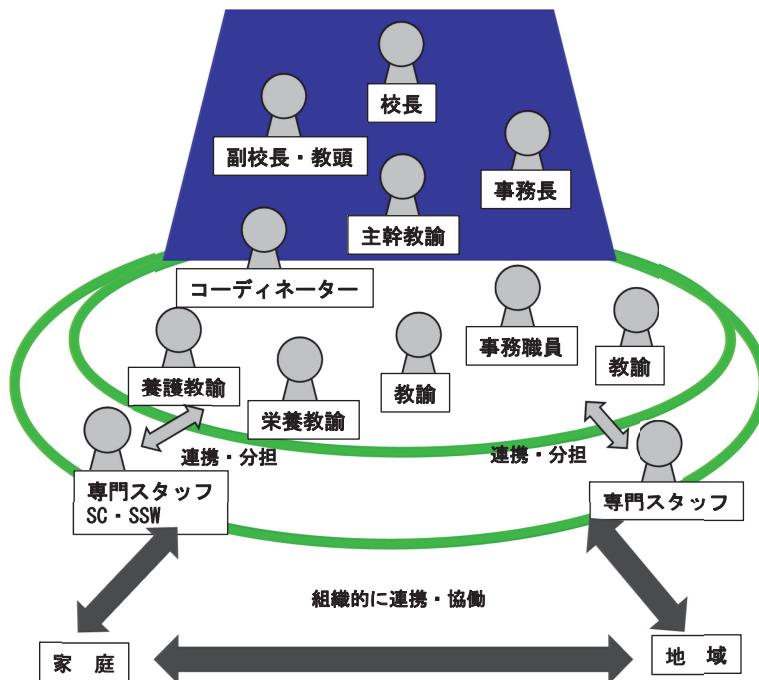 校長
副校長・教頭
事務長
主幹教諭
コーディネーター
事務職員
教諭
養護教諭
教諭
栄養教諭
連携・分担
連携・分担
専門スタッフ
SC・SSW
専門スタッフ
組織的に連携・協働
家　庭
地　域